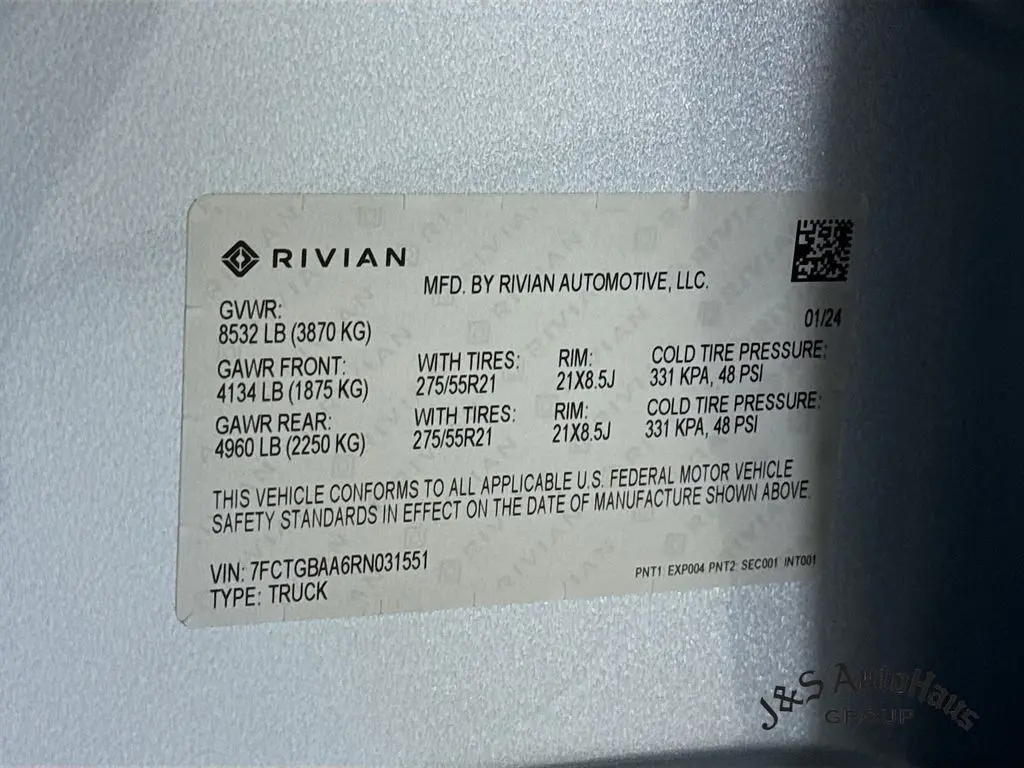 RIVIAN
MFD. BY RIVIAN AUTOMOTIVE, LLC.
01/24
GVWR:
8532 LB (3870 KG)
GAWR FRONT: WITH TIRES: RIM: COLD TIRE PRESSURE:
4134 LB (1875 KG) 275/55R21 21X8.5J 331 KPA, 48 PSI
GAWR REAR: WITH TIRES: RIM: COLD TIRE PRESSURE:
4960 LB (2250 KG) 275/55R21 21X8.5J 331 KPA, 48 PSI
THIS VEHICLE CONFORMS TO ALL APPLICABLE U.S. FEDERAL MOTOR VEHICLE
SAFETY STANDARDS IN EFFECT ON THE DATE OF MANUFACTURE SHOWN ABOVE.
VIN: 7FCTGBAA6RN031551
PNT1: EXP004 PNT2: SEC001 INT001
TYPE: TRUCK
J&S AutoHaus
GROUP